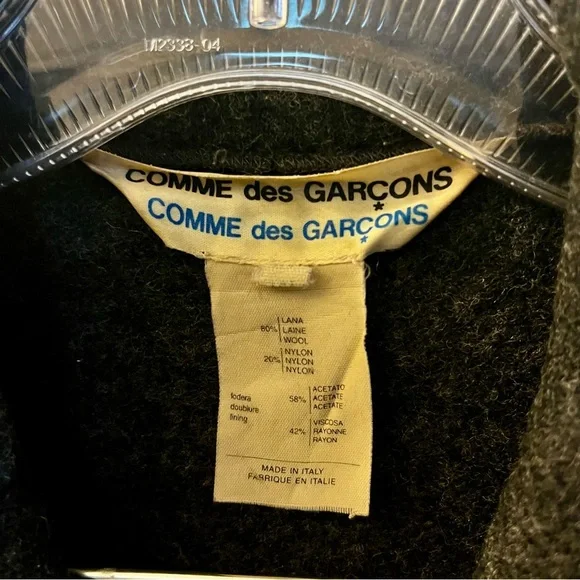 M2338-04
COMME des GARÇONS
COMME des GARÇONS
80% LANA
LAINE
WOOL
20% NYLON
NYLON
NYLON
fodera
doublure
lining
58% ACETATO
ACETATE
ACETATE
42% VISCOSA
RAYONNE
RAYON
MADE IN ITALY
FABRIQUE EN ITALIE